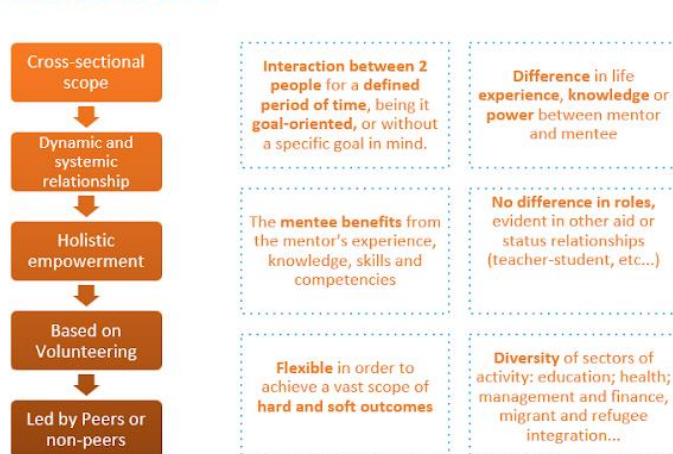 Cross-sectional
scope
Dynamic and
systemic
relationship
Holistic
empowerment
Based on
Volunteering
Led by Peers or
non-peers
Interaction between 2
people for a defined
period of time, being it
goal-oriented, or without
a specific goal in mind.
Difference in life
experience, knowledge or
power between mentor
and mentee
The mentee benefits from
the mentor's experience,
knowledge, skills and
competencies
No difference in roles,
evident in other aid or
status relationships
(teacher-student, etc...)
Flexible in order to
achieve a vast scope of
hard and soft outcomes
Diversity of sectors of
activity: education; health;
management and finance,
migrant and refugee
integration...